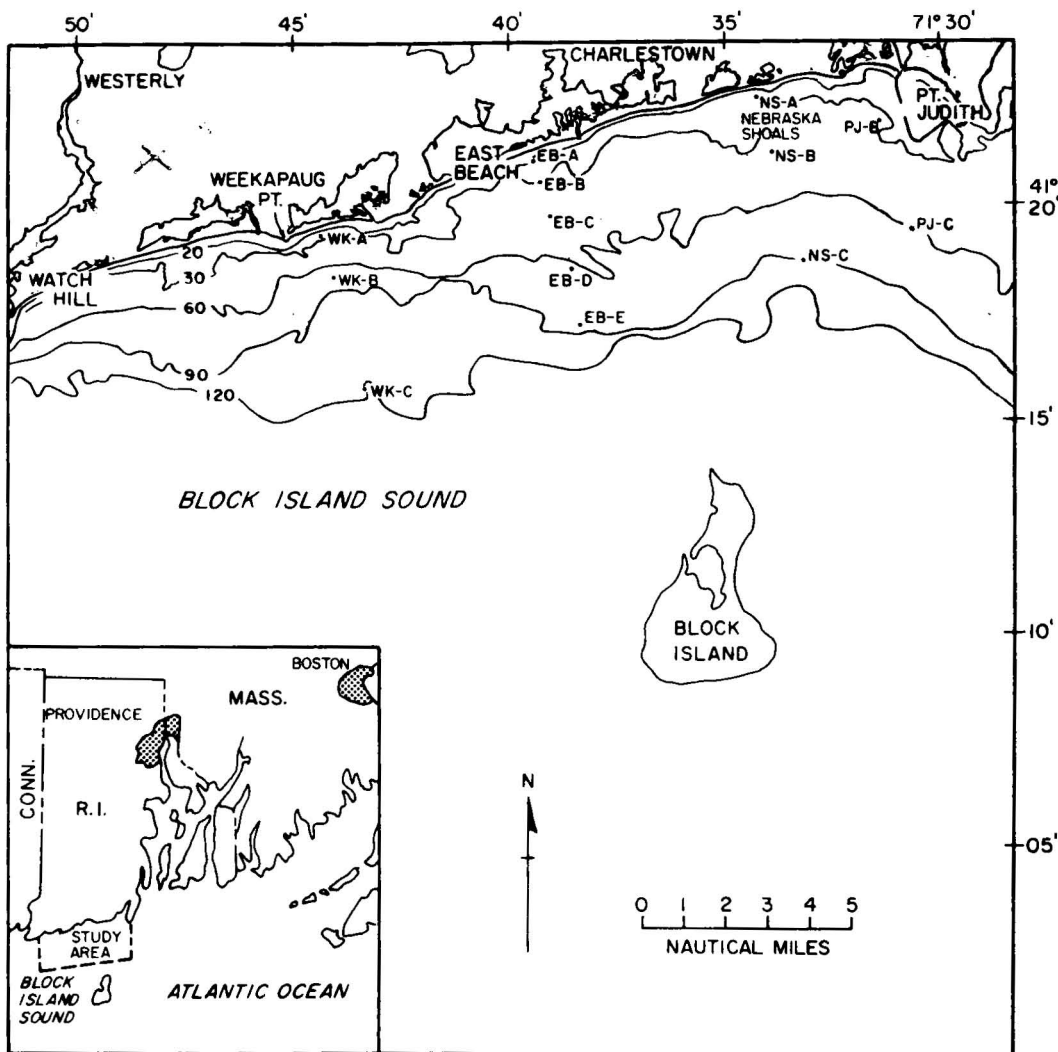 50'
45'
40'
35'
71° 30'
WESTERLY
CHARLESTOWN
PT.
JUDITH
NS-A
NEBRASKA
SHOALS
PJ-B
NS-B
EAST
BEACH
EB-A
EB-B
WEEKAPAUG
PT.
41°
20'
EB-C
PJ-C
WK-A
20
30
NS-C
WATCH
HILL
WK-B
EB-D
60
EB-E
90
120
WK-C
15'
BLOCK ISLAND SOUND
10'
BLOCK
ISLAND
BOSTON
MASS.
PROVIDENCE
CONN.
R.I.
N
05'
0 1 2 3 4 5
NAUTICAL MILES
STUDY
AREA
BLOCK
ISLAND
SOUND
ATLANTIC OCEAN